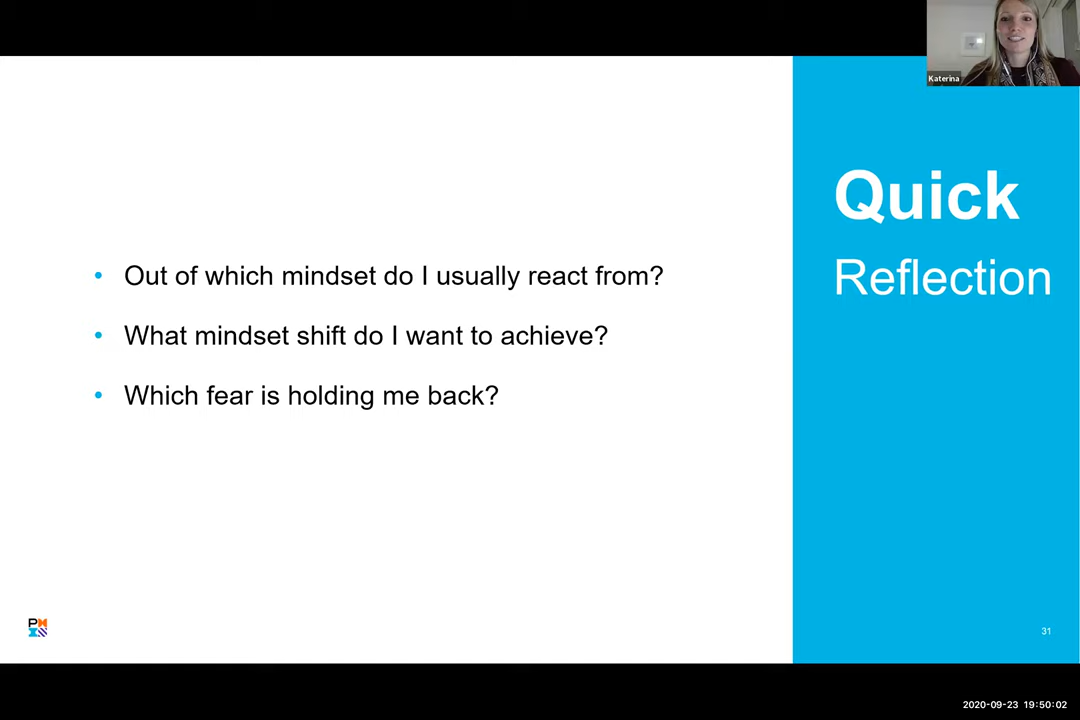 Katerina
Quick
Reflection
• Out of which mindset do I usually react from?
• What mindset shift do I want to achieve?
• Which fear is holding me back?
31
2020-09-23 19:50:02